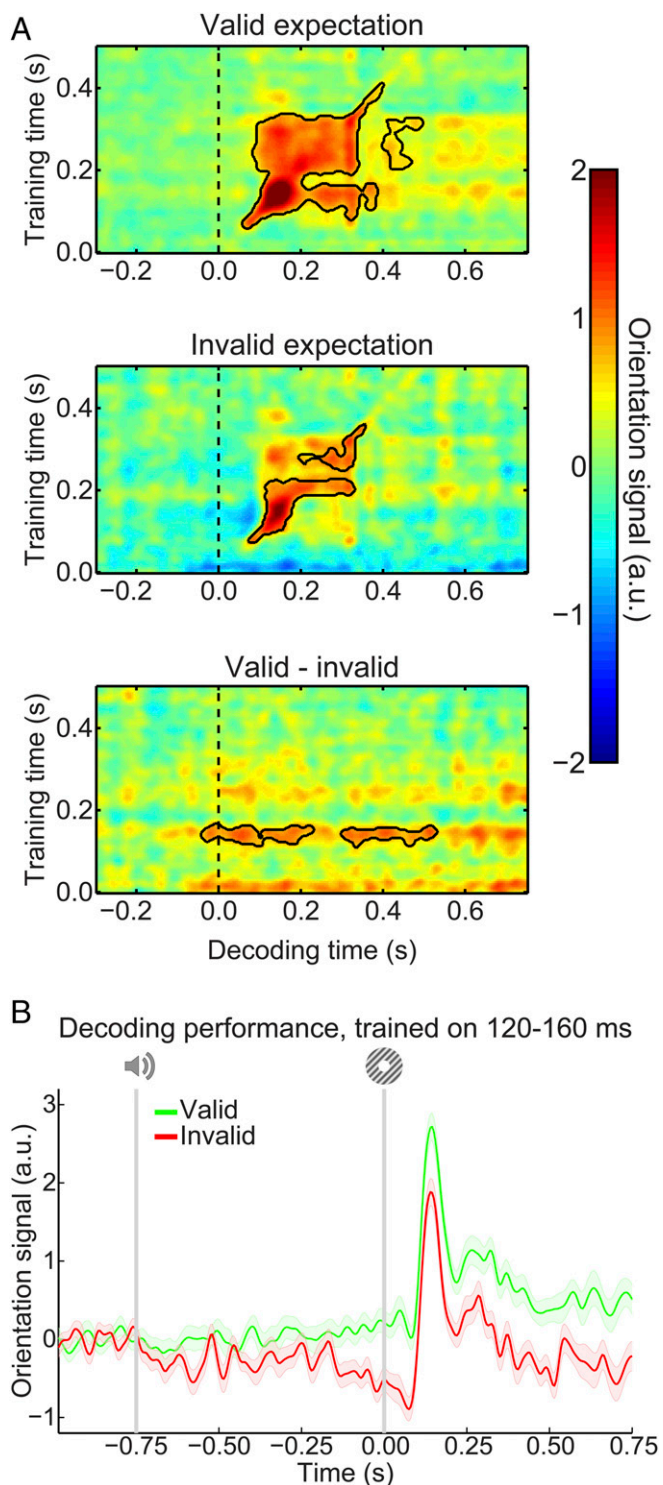 A
Valid expectation
Training time (s)
0.4
0.2
0.0
−0.2 0.0 0.2 0.4 0.6
Invalid expectation
Training time (s)
0.4
0.2
0.0
−0.2 0.0 0.2 0.4 0.6
Valid - invalid
Training time (s)
0.4
0.2
0.0
−0.2 0.0 0.2 0.4 0.6
Decoding time (s)
2
1
0
−1
−2
Orientation signal (a.u.)
B
Decoding performance, trained on 120-160 ms
Valid
Invalid
Orientation signal (a.u.)
3
2
1
0
−1
−0.75 −0.50 −0.25 0.00 0.25 0.50 0.75
Time (s)